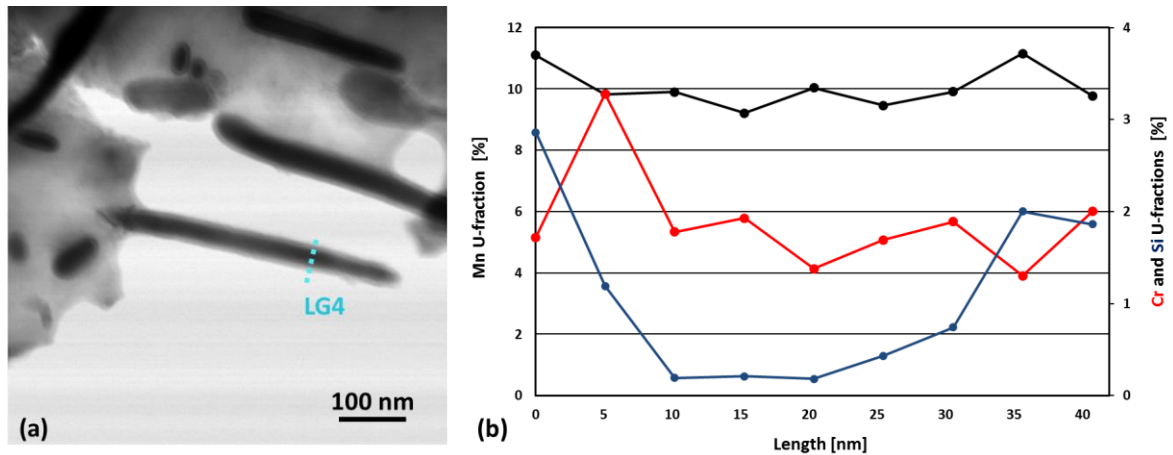 LG4
100 nm
(a)
12
10
8
6
4
2
0
Mn U-fraction [%]
4
3
2
1
0
Cr and Si U-fractions [%]
0 5 10 15 20 25 30 35 40
Length [nm]
(b)